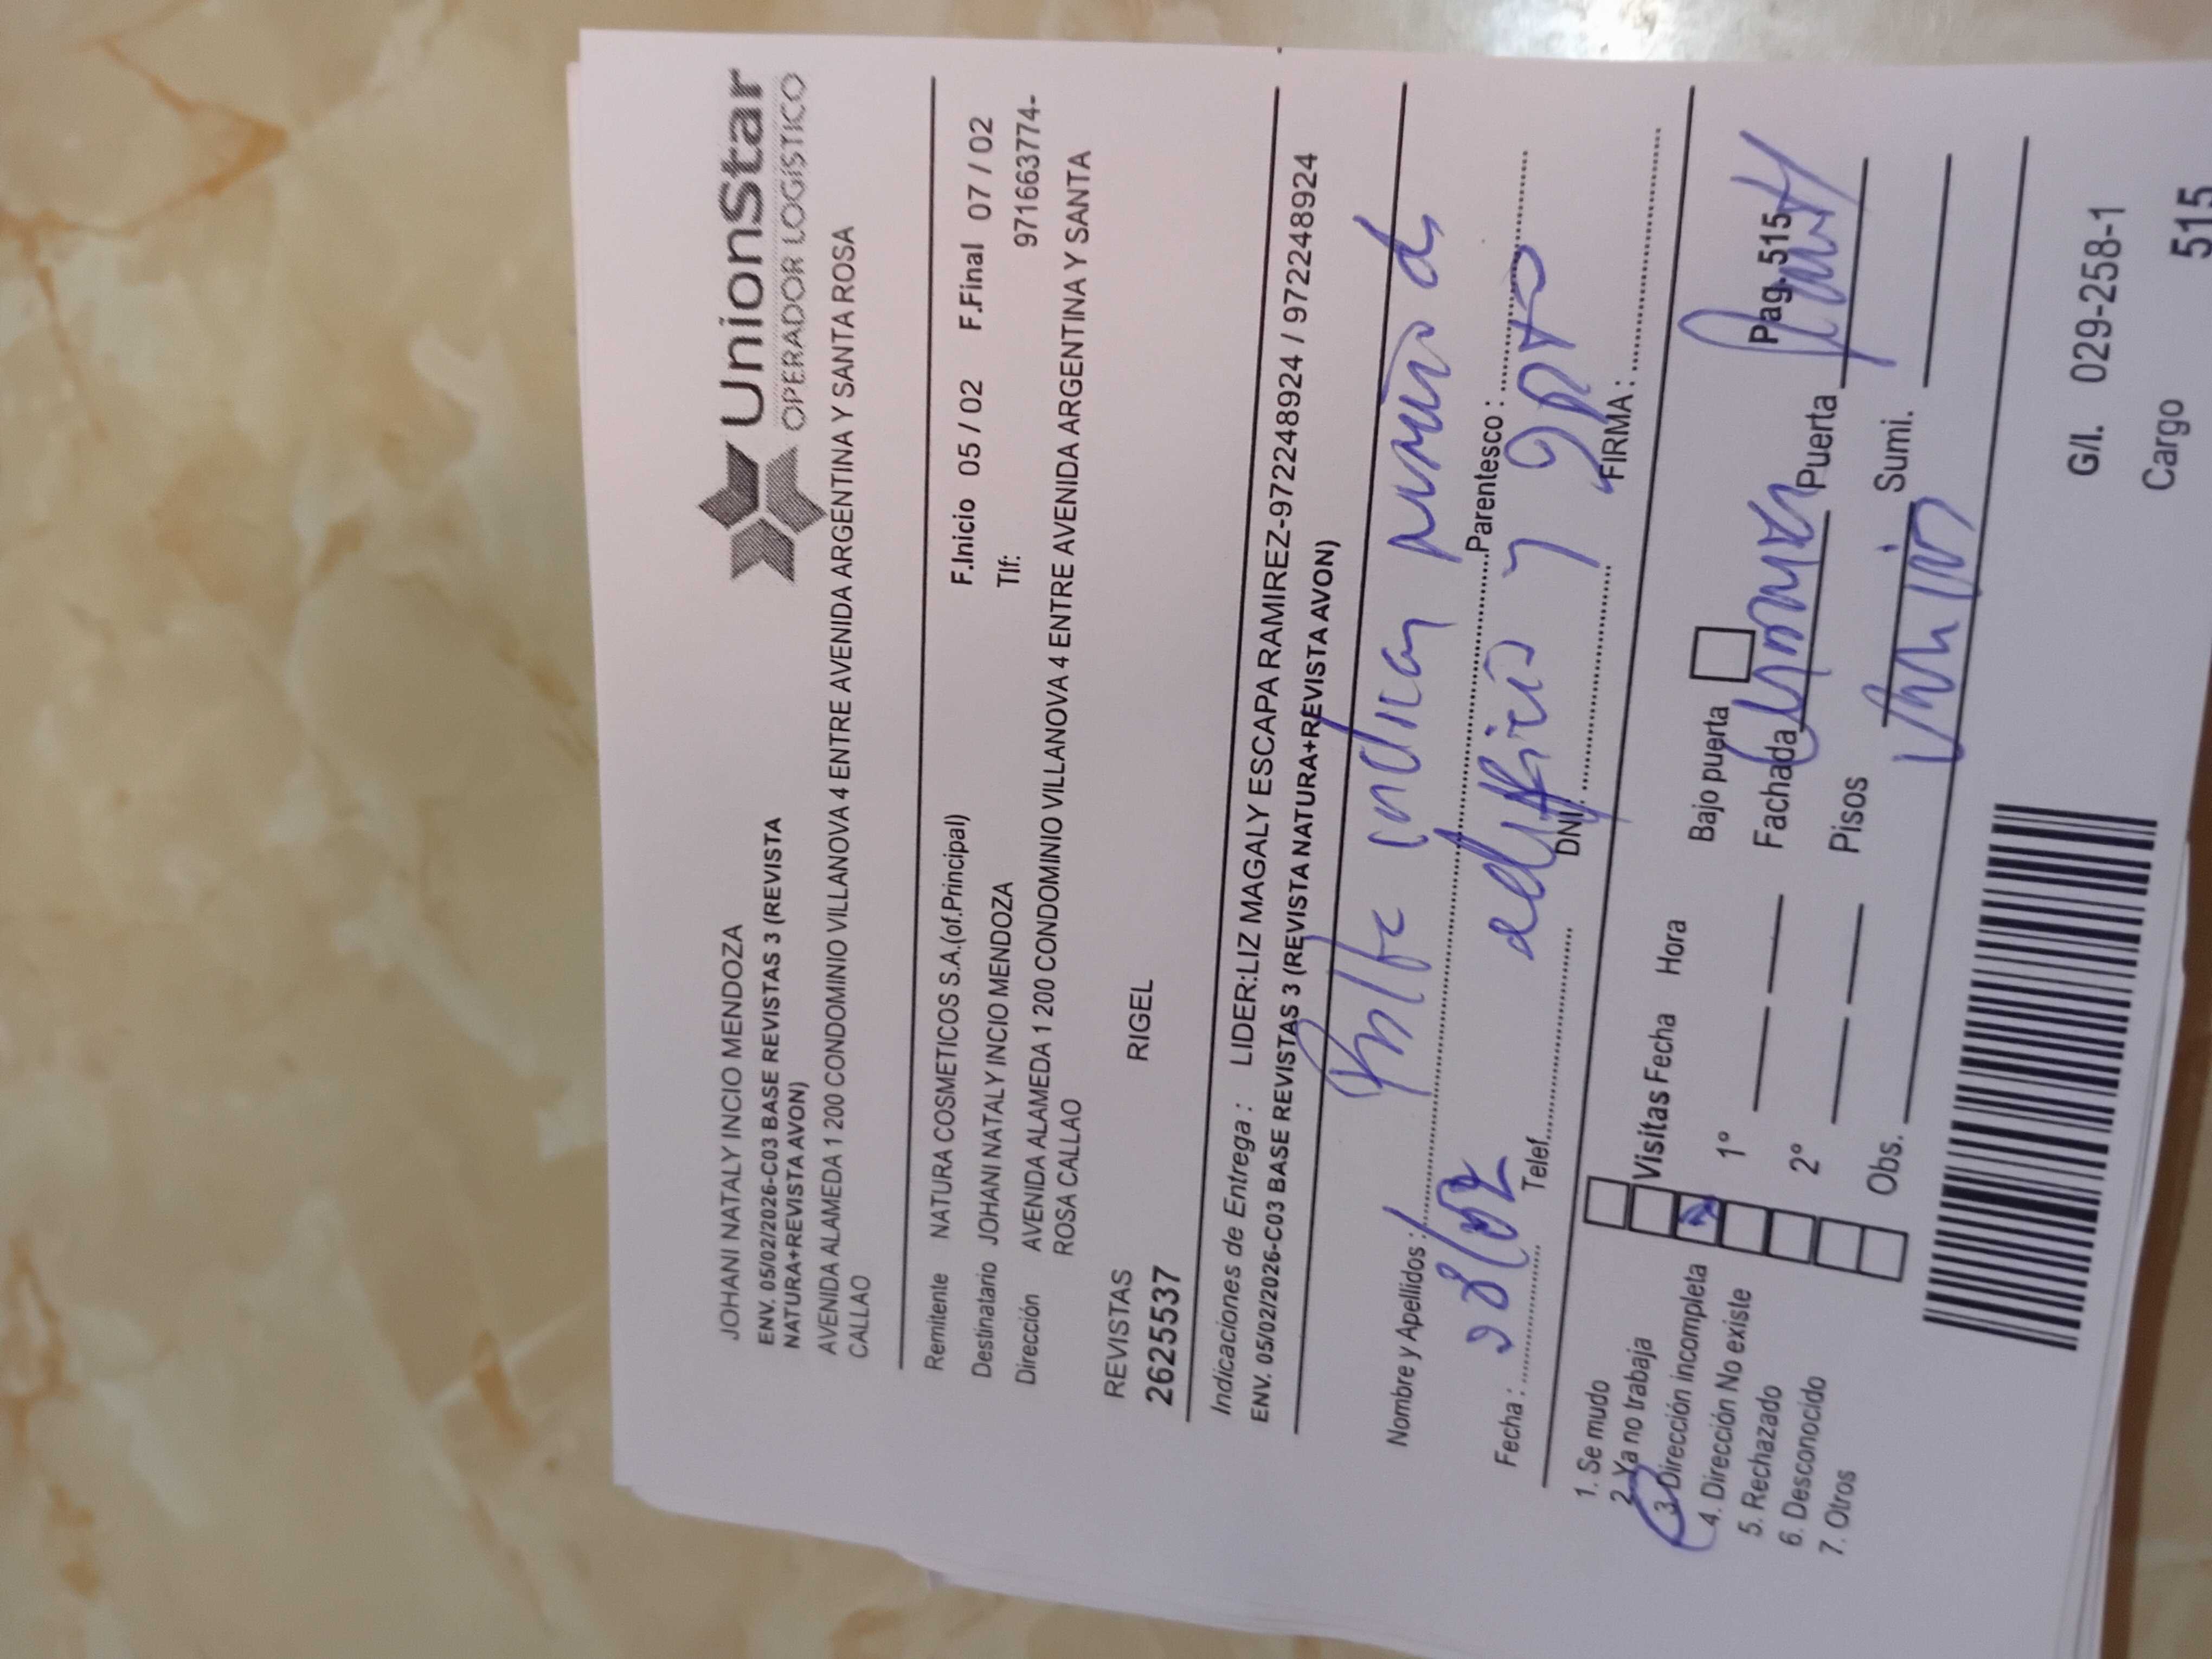 UnionStar
OPERADOR LOGÍSTICO
JOHANI NATALY INCIO MENDOZA
ENV. 05/02/2026-C03 BASE REVISTAS 3 (REVISTA
NATURA+REVISTA AVON)
AVENIDA ALAMEDA 1 200 CONDOMINIO VILLANOVA 4 ENTRE AVENIDA ARGENTINA Y SANTA ROSA
CALLAO
Remitente NATURA COSMETICOS S.A.(of.Principal) F.Inicio 05 / 02 F.Final 07 / 02
Destinatario JOHANI NATALY INCIO MENDOZA Tlf: 971663774-
Dirección AVENIDA ALAMEDA 1 200 CONDOMINIO VILLANOVA 4 ENTRE AVENIDA ARGENTINA Y SANTA
ROSA CALLAO
REVISTAS RIGEL
2625537
Indicaciones de Entrega : LIDER:LIZ MAGALY ESCAPA RAMIREZ-972248924 / 972248924
ENV. 05/02/2026-C03 BASE REVISTAS 3 (REVISTA NATURA+REVISTA AVON)
Falta indicar numero de
Nombre y Apellidos : Parentesco :
edificio y dpto
Fecha : Telef. DNI FIRMA :
1. Se mudo
2. Ya no trabaja Visitas Fecha Hora Bajo puerta
3. Dirección incompleta 1° Fachada Puerta Pag. 515
4. Dirección No existe
5. Rechazado 2° Pisos Sumi.
6. Desconocido
7. Otros Obs.
G/I. 029-258-1
Cargo 515